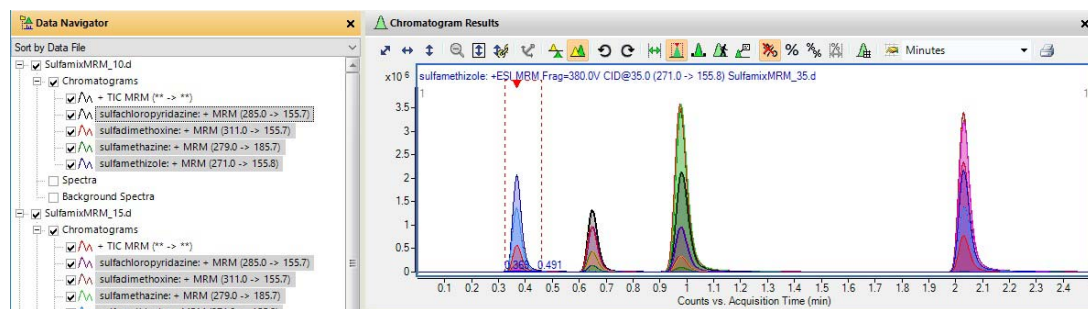 Data Navigator
Sort by Data File
SulfamixMRM_10.d
Chromatograms
+ TIC MRM (** -> **)
sulfachloropyridazine: + MRM (285.0 -> 155.7)
sulfadimethoxine: + MRM (311.0 -> 155.7)
sulfamethazine: + MRM (279.0 -> 185.7)
sulfamethizole: + MRM (271.0 -> 155.8)
Spectra
Background Spectra
SulfamixMRM_15.d
Chromatograms
+ TIC MRM (** -> **)
sulfachloropyridazine: + MRM (285.0 -> 155.7)
sulfadimethoxine: + MRM (311.0 -> 155.7)
sulfamethazine: + MRM (279.0 -> 185.7)
Chromatogram Results
Minutes
x10 6
sulfamethizole: +ESI MRM Frag=380.0V CID@35.0 (271.0 -> 155.8) SulfamixMRM_35.d
1 1
3.5
3
2.5
2
1.5
1
0.5
0
0.369 0.491
0.1 0.2 0.3 0.4 0.5 0.6 0.7 0.8 0.9 1 1.1 1.2 1.3 1.4 1.5 1.6 1.7 1.8 1.9 2 2.1 2.2 2.3 2.4
Counts vs. Acquisition Time (min)